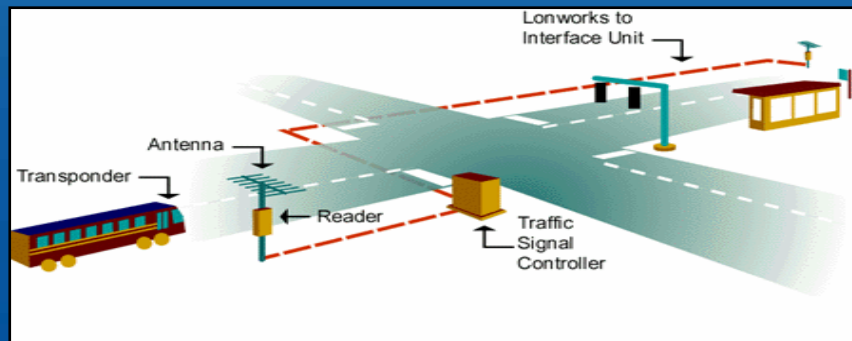 Lonworks to
Interface Unit
Antenna
Transponder
Reader
Traffic
Signal
Controller